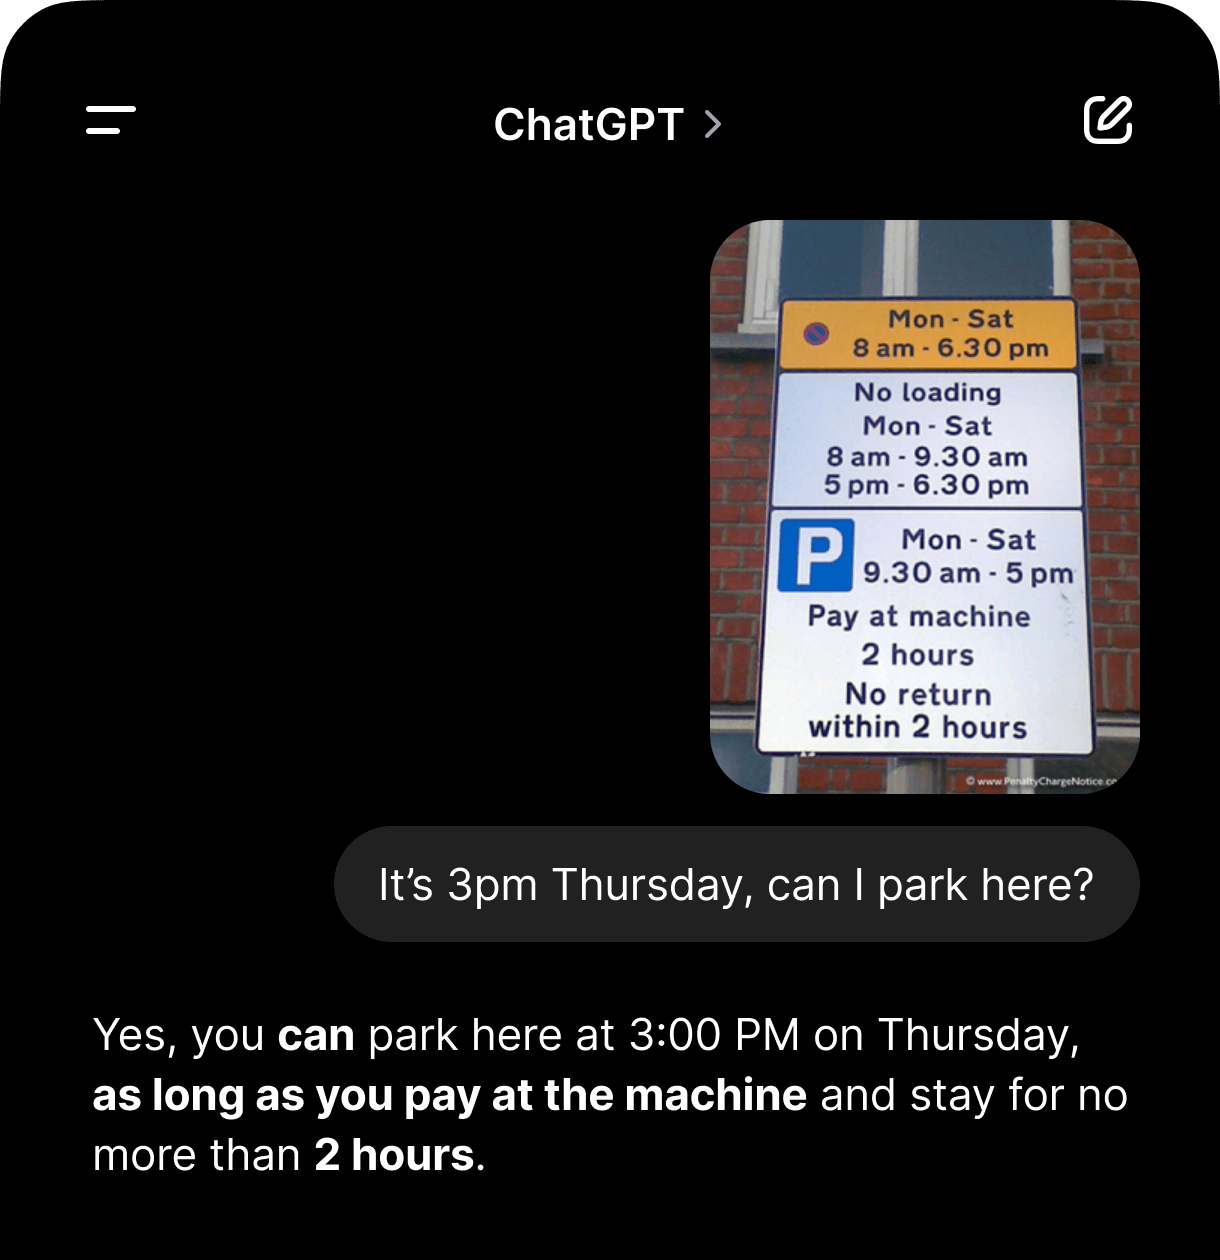 ChatGPT
Mon - Sat
8 am - 6.30 pm
No loading
Mon - Sat
8 am - 9.30 am
5 pm - 6.30 pm
P
Mon - Sat
9.30 am - 5 pm
Pay at machine
2 hours
No return
within 2 hours
© www.PenaltyChargeNotice.co
It’s 3pm Thursday, can I park here?
Yes, you can park here at 3:00 PM on Thursday,
as long as you pay at the machine and stay for no
more than 2 hours.